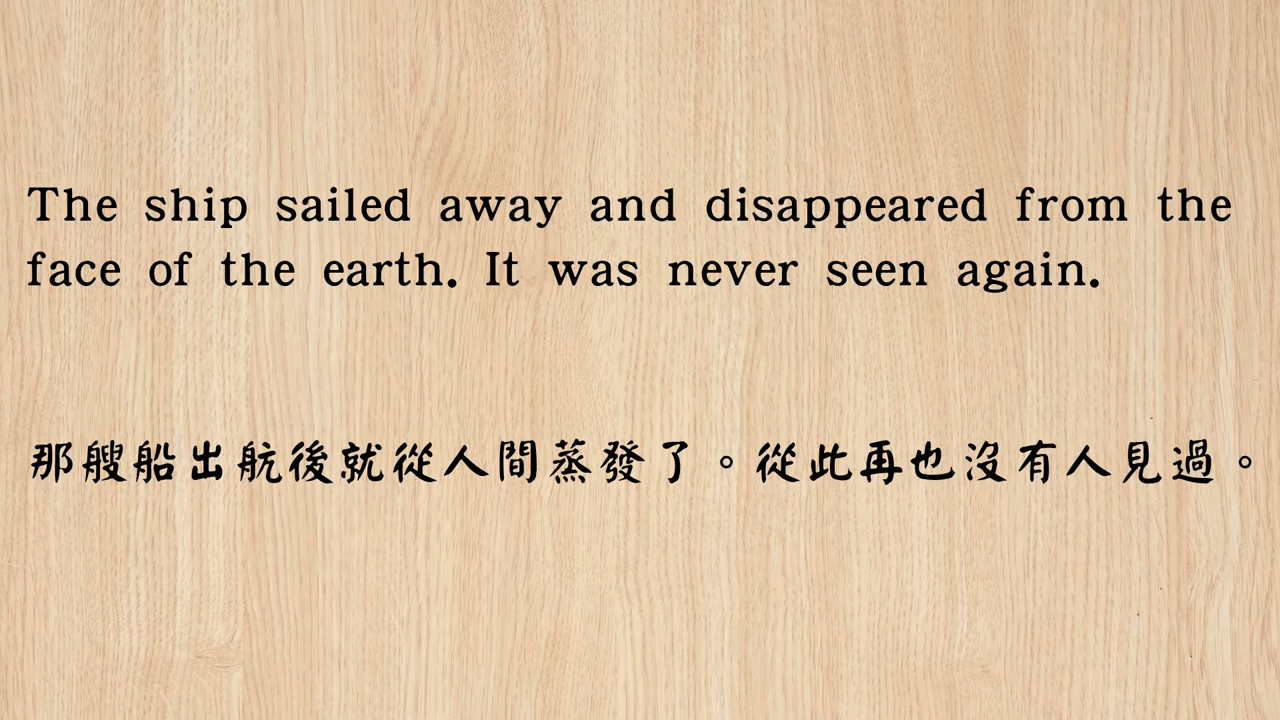 The ship sailed away and disappeared from the
face of the earth. It was never seen again.
那艘船出航後就從人間蒸發了。從此再也沒有人見過。